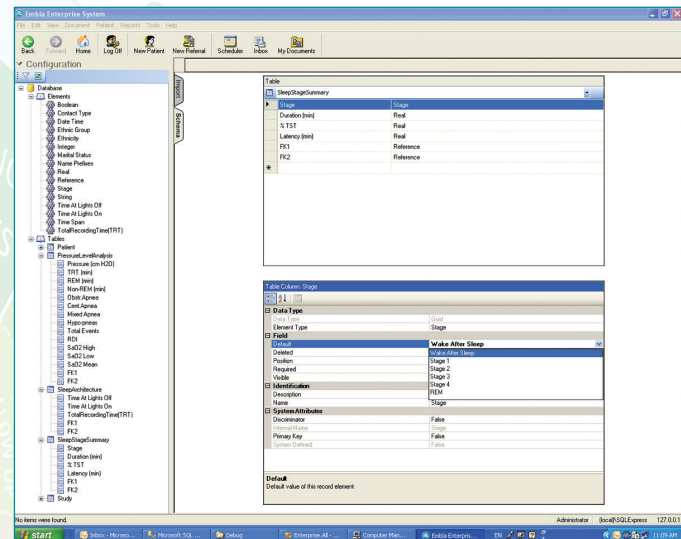 Embla Enterprise System
File Edit View Document Patient Reports Tools Help
Back Forward Home Log Off New Patient New Referral Scheduler Inbox My Documents
Configuration
Database
Elements
Boolean
Contact Type
Date Time
Ethnic Group
Ethnicity
Integer
Marital Status
Name Prefixes
Real
Reference
Stage
String
Time At Lights Off
Time At Lights On
Time Span
TotalRecordingTime(TRT)
Tables
Patient
PressureLevelAnalysis
Pressure (cm H2O)
TRT (min)
REM (min)
Non-REM (min)
Obstr.Apnea
Cent.Apnea
Mixed Apnea
Hypo-pneas
Total Events
RDI
SaO2 High
SaO2 Low
SaO2 Mean
FK1
FK2
SleepArchitecture
Time At Lights Off
Time At Lights On
TotalRecordingTime(TRT)
FK1
FK2
SleepStageSummary
Stage
Duration (min)
% TST
Latency (min)
FK1
FK2
Study
Import
Schema
Table
SleepStageSummary
Stage Stage
Duration (min) Real
% TST Real
Latency (min) Real
FK1 Reference
FK2 Reference
Table Column: Stage
Data Type
Data Type Guid
Element Type Stage
Field
Default Wake After Sleep
Deleted Wake After Sleep
Position Stage 1
Required Stage 2
Visible Stage 3
Identification Stage 4
Description REM
Name Stage
System Attributes
Discriminator False
Internal Name Stage
Primary Key False
System Defined False
Default
Default value of this record element
No items were found. Administrator (local)\SQLExpress 127.0.0.1
start Inbox - Microso... Microsoft SQL ... Debug Enterprise.All - ... Computer Man... Embla Enterpris... EN 11:09 AM